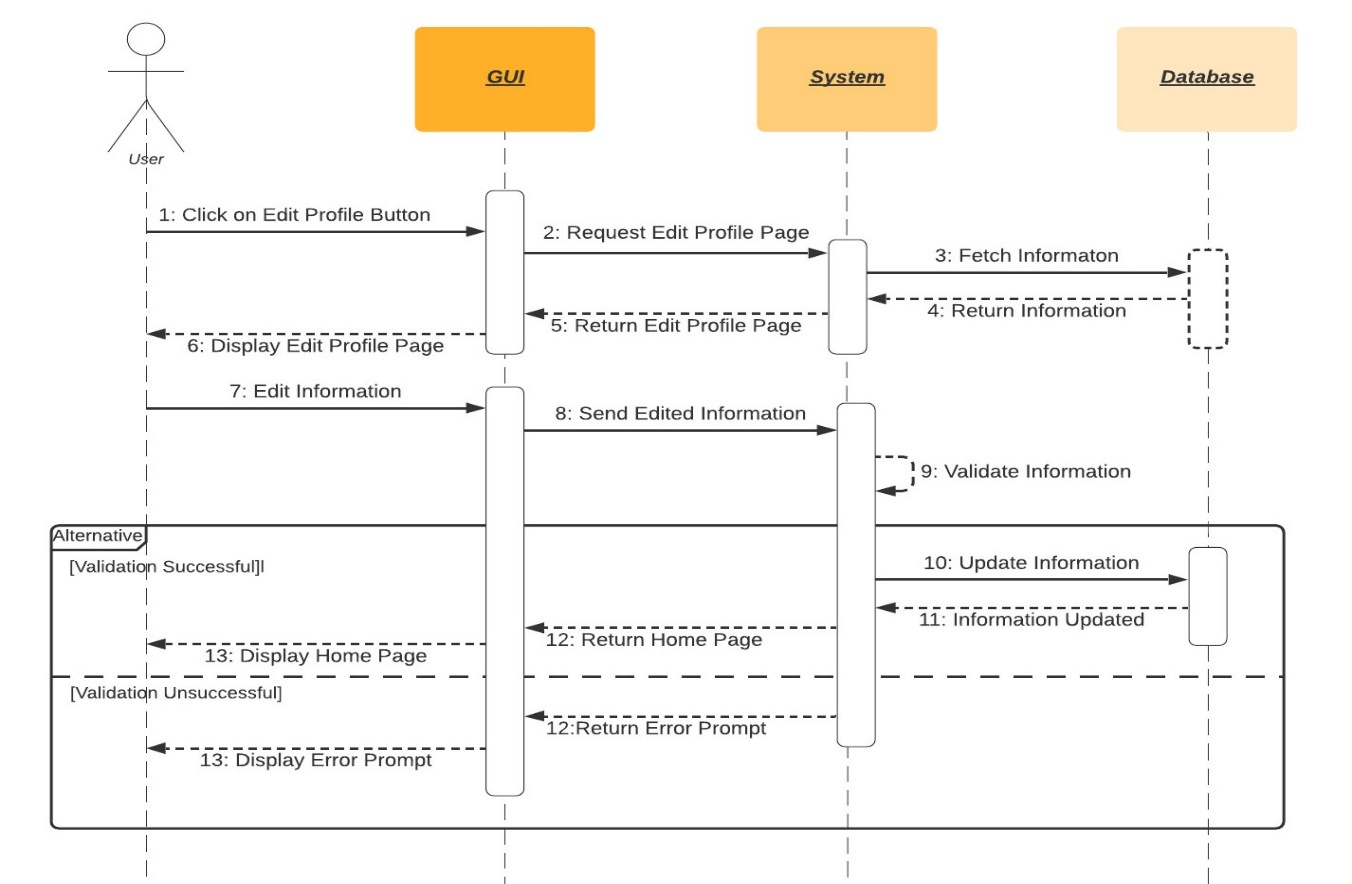 GUI
System
Database
User
1: Click on Edit Profile Button
2: Request Edit Profile Page
3: Fetch Informaton
4: Return Information
5: Return Edit Profile Page
6: Display Edit Profile Page
7: Edit Information
8: Send Edited Information
9: Validate Information
Alternative
[Validation Successful]l
10: Update Information
11: Information Updated
12: Return Home Page
13: Display Home Page
[Validation Unsuccessful]
12:Return Error Prompt
13: Display Error Prompt